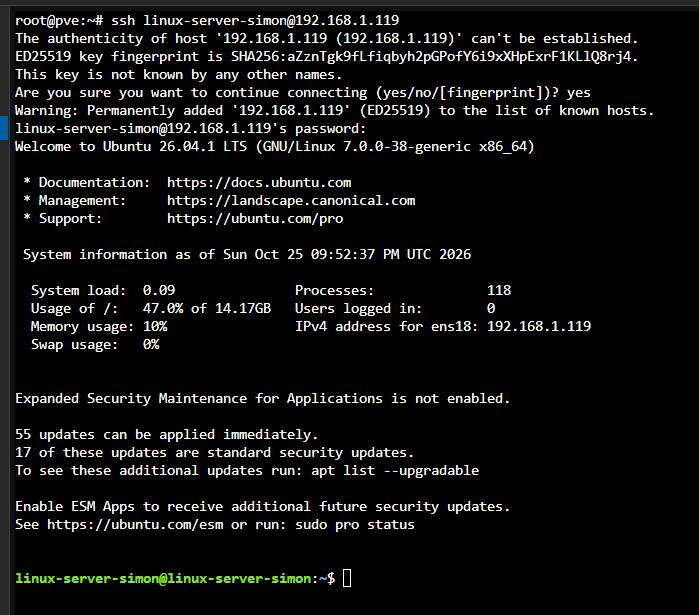 root@pve:~# ssh linux-server-simon@192.168.1.119
The authenticity of host '192.168.1.119 (192.168.1.119)' can't be established.
ED25519 key fingerprint is SHA256:aZznTgk9fLfiqbyh2pGPofY6i9xXHpExrF1KLlQ8rj4.
This key is not known by any other names.
Are you sure you want to continue connecting (yes/no/[fingerprint])? yes
Warning: Permanently added '192.168.1.119' (ED25519) to the list of known hosts.
linux-server-simon@192.168.1.119's password:
Welcome to Ubuntu 26.04.1 LTS (GNU/Linux 7.0.0-38-generic x86_64)

 * Documentation:  https://docs.ubuntu.com
 * Management:     https://landscape.canonical.com
 * Support:        https://ubuntu.com/pro

 System information as of Sun Oct 25 09:52:37 PM UTC 2026

  System load:  0.09               Processes:              118
  Usage of /:   47.0% of 14.17GB   Users logged in:        0
  Memory usage: 10%                IPv4 address for ens18: 192.168.1.119
  Swap usage:   0%

Expanded Security Maintenance for Applications is not enabled.

55 updates can be applied immediately.
17 of these updates are standard security updates.
To see these additional updates run: apt list --upgradable

Enable ESM Apps to receive additional future security updates.
See https://ubuntu.com/esm or run: sudo pro status

linux-server-simon@linux-server-simon:~$